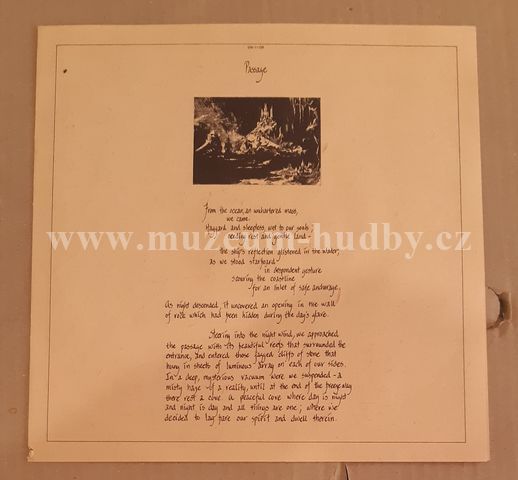 Passage
From the ocean, an unchartered mass,
we came.
Haggard and sleepless, wet to our souls,
needing rest and gentle land -
the ship's reflection glistened in the water,
as we stood starboard
in despondent gesture
scouring the coastline
for an inlet of safe anchorage.
As night descended, it uncovered an opening in the wall
of rock which had been hidden during the day's glare.
Steering into the night wind, we approached
the passage with its beautiful reefs that surrounded the
entrance, and entered those jagged cliffs of stone that
hung in sheets of luminous array on each of our sides.
In a deep, mysterious vacuum were we suspended - a
misty haze of a reality, until at the end of the passageway
there rest a cove. A peaceful cove where day is night
and night is day and all things are one; where we
decided to lay bare our spirit and dwell therein.
www.muzeum-hudby.cz